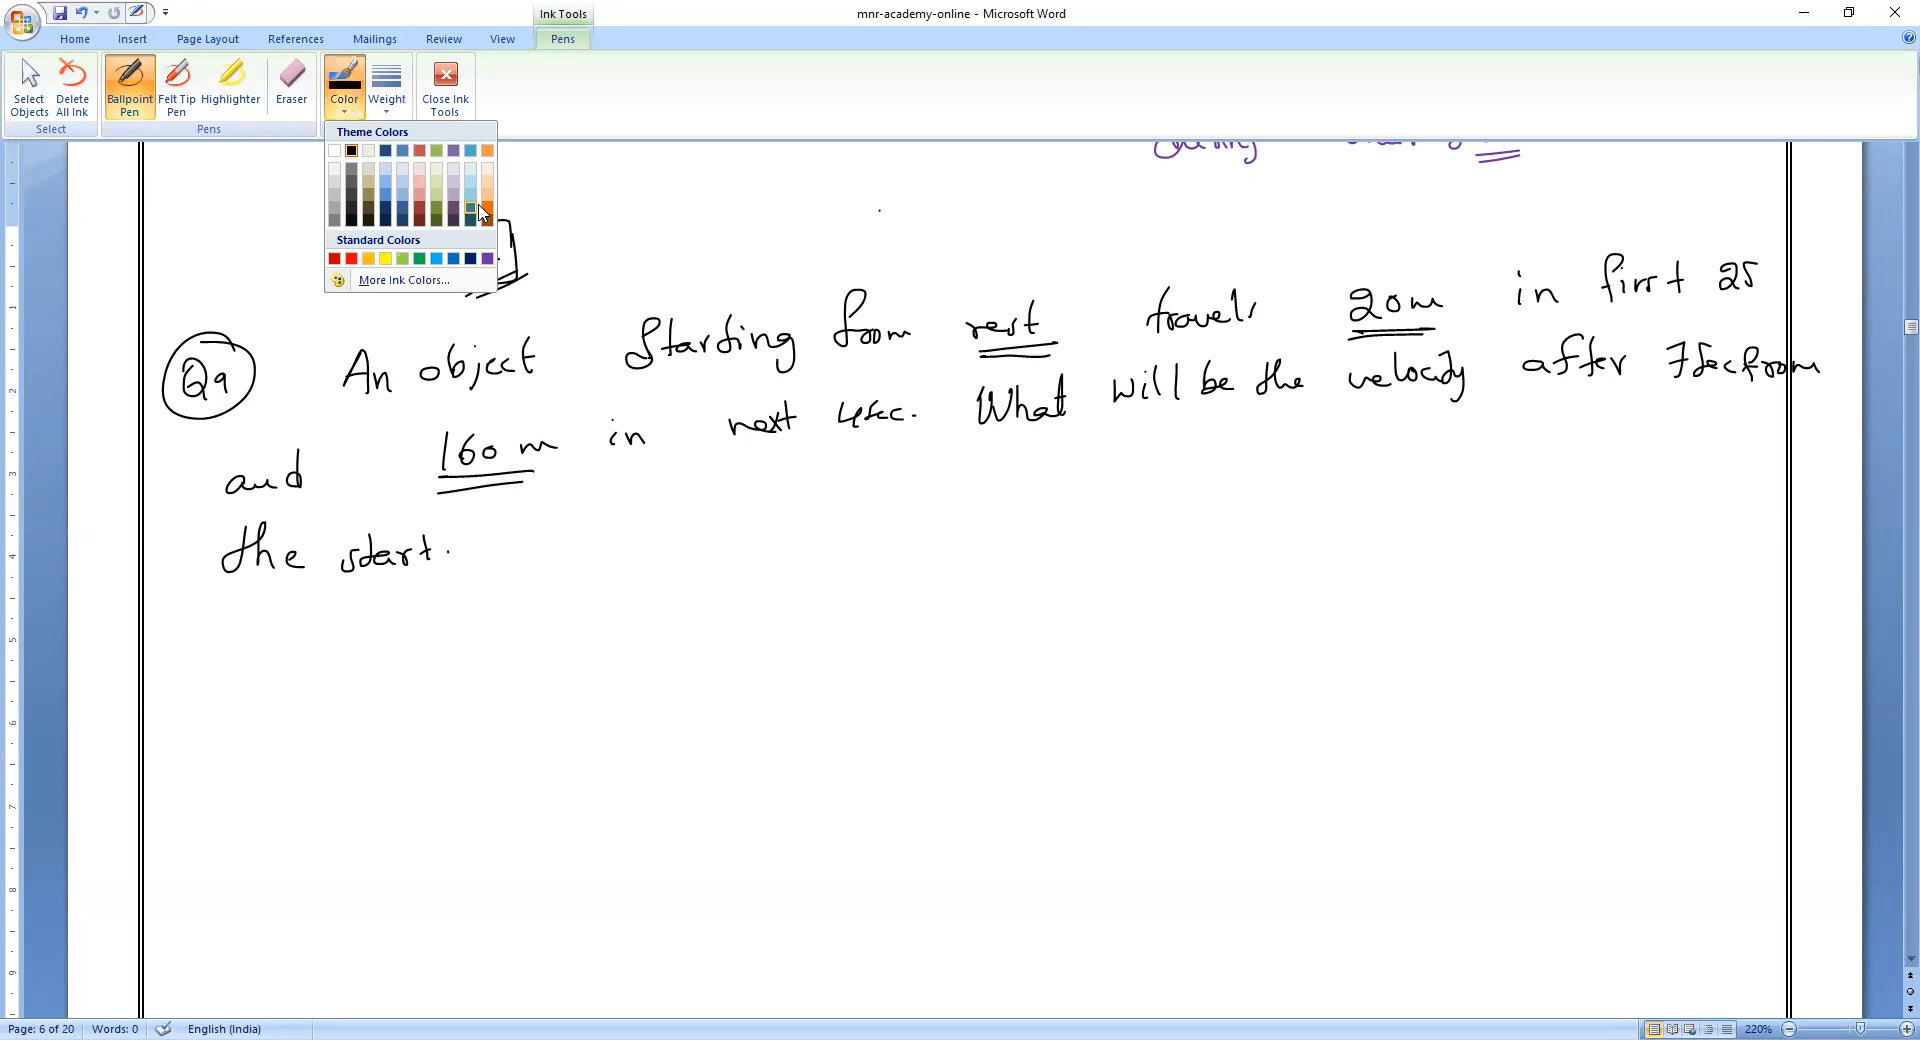 mnr-academy-online - Microsoft Word
Ink Tools
Home Insert Page Layout References Mailings Review View Pens
Select Objects
Delete All Ink
Ballpoint Pen
Felt Tip Pen
Highlighter
Eraser
Color
Weight
Close Ink Tools
Select
Pens
Theme Colors
Standard Colors
More Ink Colors...
Q9 An object starting from rest travels 20m in first 2s
and 160 m in next 4sec. What will be the velocity after 7sec from
the start.
Page: 6 of 20 Words: 0 English (India) 220%